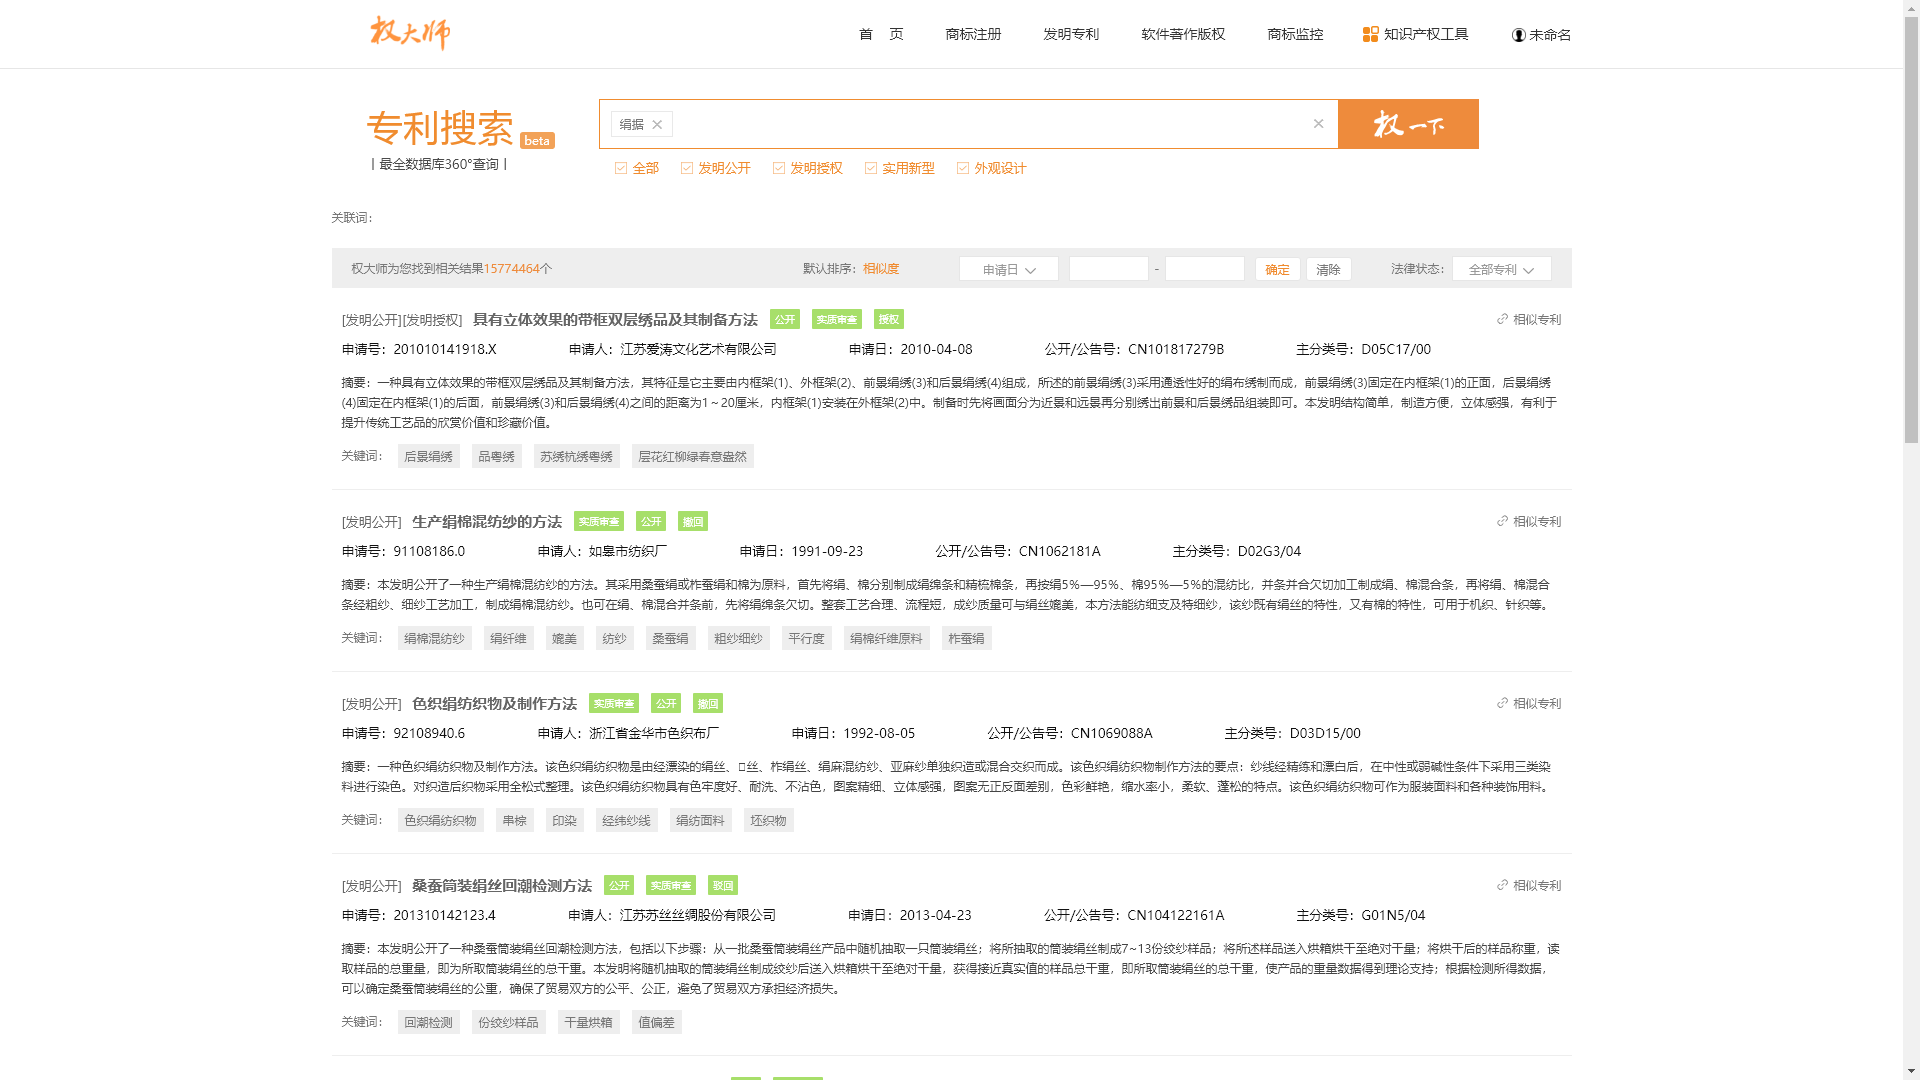 权大师
首 页 商标注册 发明专利 软件著作版权 商标监控 知识产权工具 未命名
专利搜索 beta
丨最全数据库360°查询丨
绢据 权一下
全部 发明公开 发明授权 实用新型 外观设计
关联词：
权大师为您找到相关结果15774464个 默认排序：相似度 申请日 - 确定 清除 法律状态： 全部专利
[发明公开][发明授权] 具有立体效果的带框双层绣品及其制备方法 公开 实质审查 授权 相似专利
申请号：201010141918.X 申请人：江苏爱涛文化艺术有限公司 申请日：2010-04-08 公开/公告号：CN101817279B 主分类号：D05C17/00
摘要：一种具有立体效果的带框双层绣品及其制备方法，其特征是它主要由内框架(1)、外框架(2)、前景绢绣(3)和后景绢绣(4)组成，所述的前景绢绣(3)采用通透性好的绢布绣制而成，前景绢绣(3)固定在内框架(1)的正面，后景绢绣
(4)固定在内框架(1)的后面，前景绢绣(3)和后景绢绣(4)之间的距离为1～20厘米，内框架(1)安装在外框架(2)中。制备时先将画面分为近景和远景再分别绣出前景和后景绣品组装即可。本发明结构简单，制造方便，立体感强，有利于
提升传统工艺品的欣赏价值和珍藏价值。
关键词： 后景绢绣 品粤绣 苏绣杭绣粤绣 层花红柳绿春意盎然
[发明公开] 生产绢棉混纺纱的方法 实质审查 公开 撤回 相似专利
申请号：91108186.0 申请人：如皋市纺织厂 申请日：1991-09-23 公开/公告号：CN1062181A 主分类号：D02G3/04
摘要：本发明公开了一种生产绢棉混纺纱的方法。其采用桑蚕绢或柞蚕绢和棉为原料，首先将绢、棉分别制成绢绵条和精梳棉条，再按绢5％—95％、棉95％—5％的混纺比，并条并合欠切加工制成绢、棉混合条，再将绢、棉混合
条经粗纱、细纱工艺加工，制成绢棉混纺纱。也可在绢、棉混合并条前，先将绢绵条欠切。整套工艺合理、流程短，成纱质量可与绢丝媲美，本方法能纺细支及特细纱，该纱既有绢丝的特性，又有棉的特性，可用于机织、针织等。
关键词： 绢棉混纺纱 绢纤维 媲美 纺纱 桑蚕绢 粗纱细纱 平行度 绢棉纤维原料 柞蚕绢
[发明公开] 色织绢纺织物及制作方法 实质审查 公开 撤回 相似专利
申请号：92108940.6 申请人：浙江省金华市色织布厂 申请日：1992-08-05 公开/公告号：CN1069088A 主分类号：D03D15/00
摘要：一种色织绢纺织物及制作方法。该色织绢纺织物是由经漂染的绢丝、丝、柞绢丝、绢麻混纺纱、亚麻纱单独织造或混合交织而成。该色织绢纺织物制作方法的要点：纱线经精练和漂白后，在中性或弱碱性条件下采用三类染
料进行染色。对织造后织物采用全松式整理。该色织绢纺织物具有色牢度好、耐洗、不沾色，图案精细、立体感强，图案无正反面差别，色彩鲜艳，缩水率小，柔软、蓬松的特点。该色织绢纺织物可作为服装面料和各种装饰用料。
关键词： 色织绢纺织物 串棕 印染 经纬纱线 绢纺面料 坯织物
[发明公开] 桑蚕筒装绢丝回潮检测方法 公开 实质审查 驳回 相似专利
申请号：201310142123.4 申请人：江苏苏丝丝绸股份有限公司 申请日：2013-04-23 公开/公告号：CN104122161A 主分类号：G01N5/04
摘要：本发明公开了一种桑蚕筒装绢丝回潮检测方法，包括以下步骤：从一批桑蚕筒装绢丝产品中随机抽取一只筒装绢丝；将所抽取的筒装绢丝制成7~13份绞纱样品；将所述样品送入烘箱烘干至绝对干量；将烘干后的样品称重，读
取样品的总重量，即为所取筒装绢丝的总干重。本发明将随机抽取的筒装绢丝制成绞纱后送入烘箱烘干至绝对干量，获得接近真实值的样品总干重，即所取筒装绢丝的总干重，使产品的重量数据得到理论支持；根据检测所得数据，
可以确定桑蚕筒装绢丝的公重，确保了贸易双方的公平、公正，避免了贸易双方承担经济损失。
关键词： 回潮检测 份绞纱样品 干量烘箱 值偏差